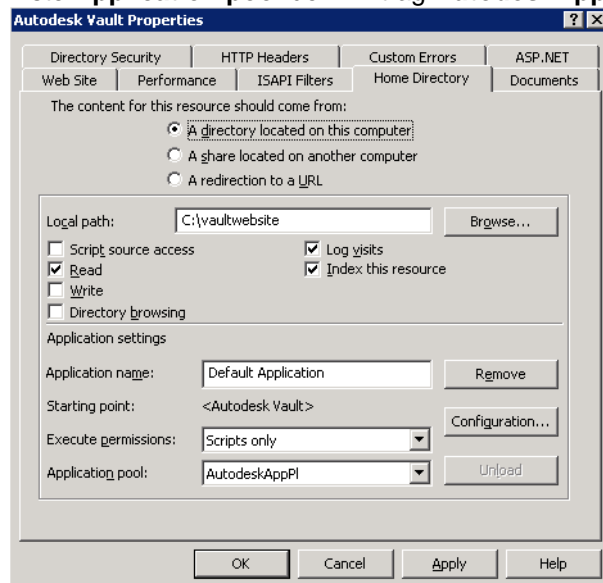 Autodesk Vault Properties
Directory Security HTTP Headers Custom Errors ASP.NET
Web Site Performance ISAPI Filters Home Directory Documents
The content for this resource should come from:
A directory located on this computer
A share located on another computer
A redirection to a URL
Local path: C:\vaultwebsite Browse...
Script source access Log visits
Read Index this resource
Write
Directory browsing
Application settings
Application name: Default Application Remove
Starting point: <Autodesk Vault>
Configuration...
Execute permissions: Scripts only
Application pool: AutodeskAppPl Unload
OK Cancel Apply Help